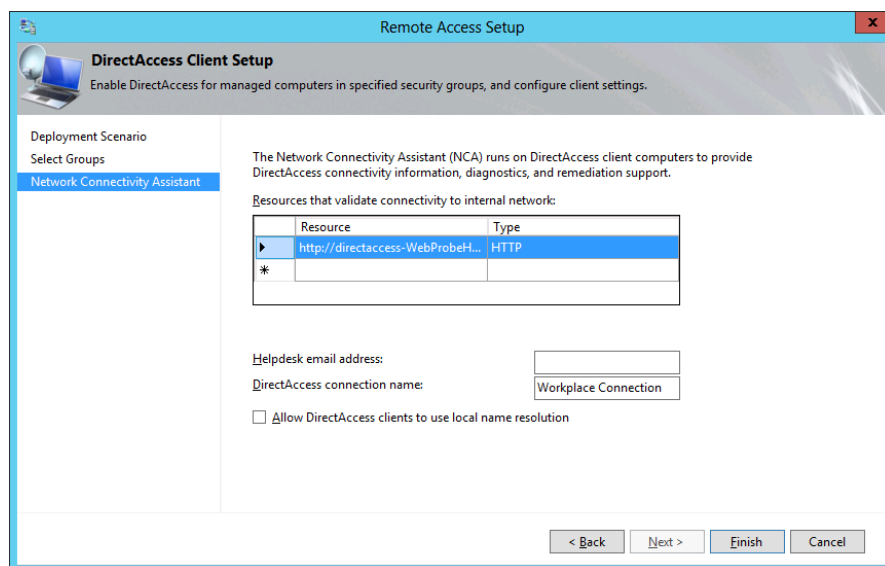 Remote Access Setup
x
DirectAccess Client Setup
Enable DirectAccess for managed computers in specified security groups, and configure client settings.
Deployment Scenario
Select Groups
Network Connectivity Assistant
The Network Connectivity Assistant (NCA) runs on DirectAccess client computers to provide
DirectAccess connectivity information, diagnostics, and remediation support.
Resources that validate connectivity to internal network:
Resource Type
http://directaccess-WebProbeH... HTTP
*
Helpdesk email address:
DirectAccess connection name: Workplace Connection
Allow DirectAccess clients to use local name resolution
< Back Next > Finish Cancel